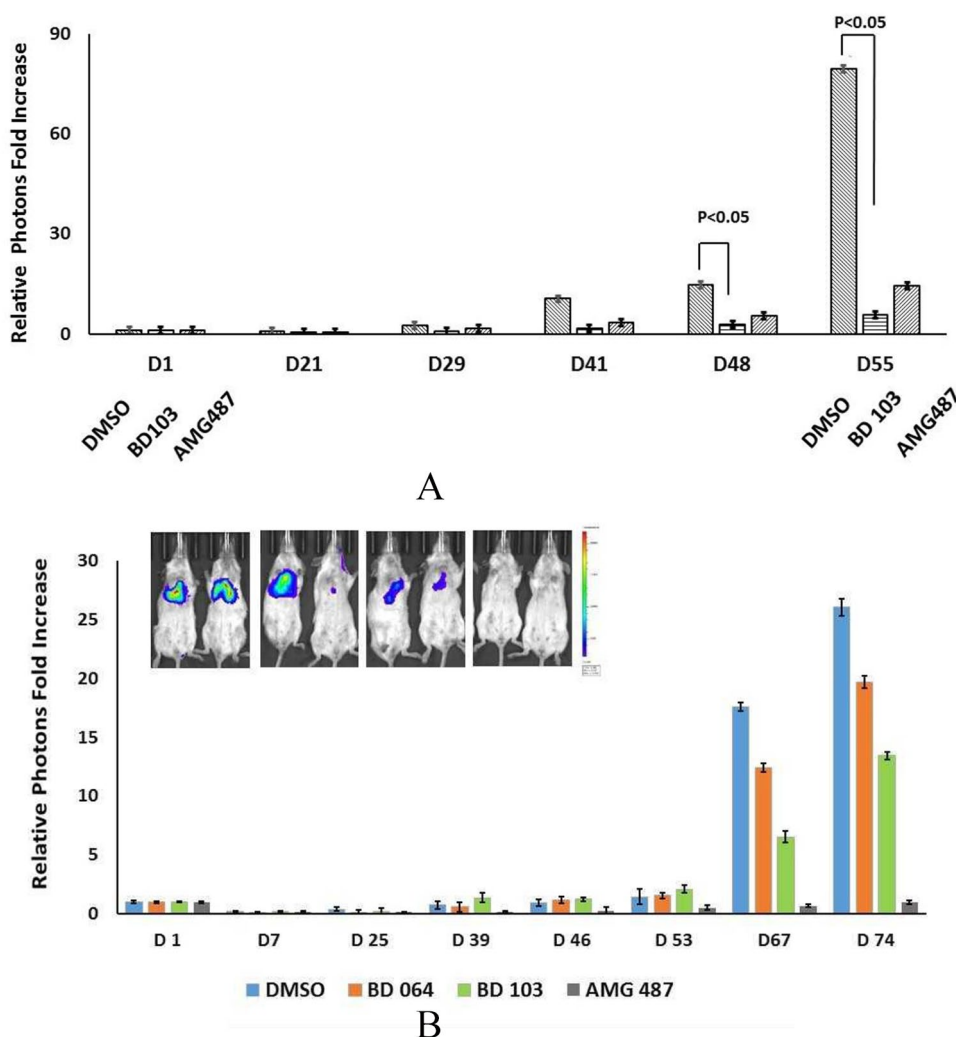 P<0.05
90
60
P<0.05
30
0
Relative Photons Fold Increase
D1 D21 D29 D41 D48 D55
DMSO BD103 AMG487 DMSO BD 103 AMG487
A
30
25
20
15
10
5
0
Relative Photons Fold Increase
D 1 D7 D 25 D 39 D 46 D 53 D67 D 74
DMSO BD 064 BD 103 AMG 487
B